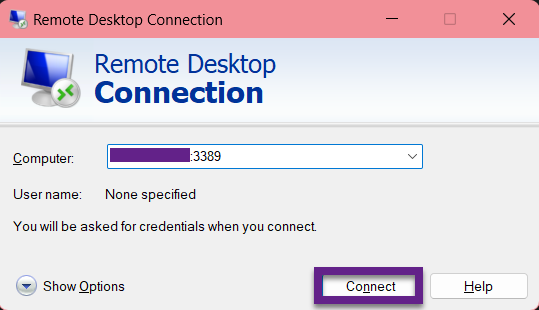 Remote Desktop Connection
Remote Desktop
Connection
Computer: :3389
User name: None specified
You will be asked for credentials when you connect.
Show Options Connect Help